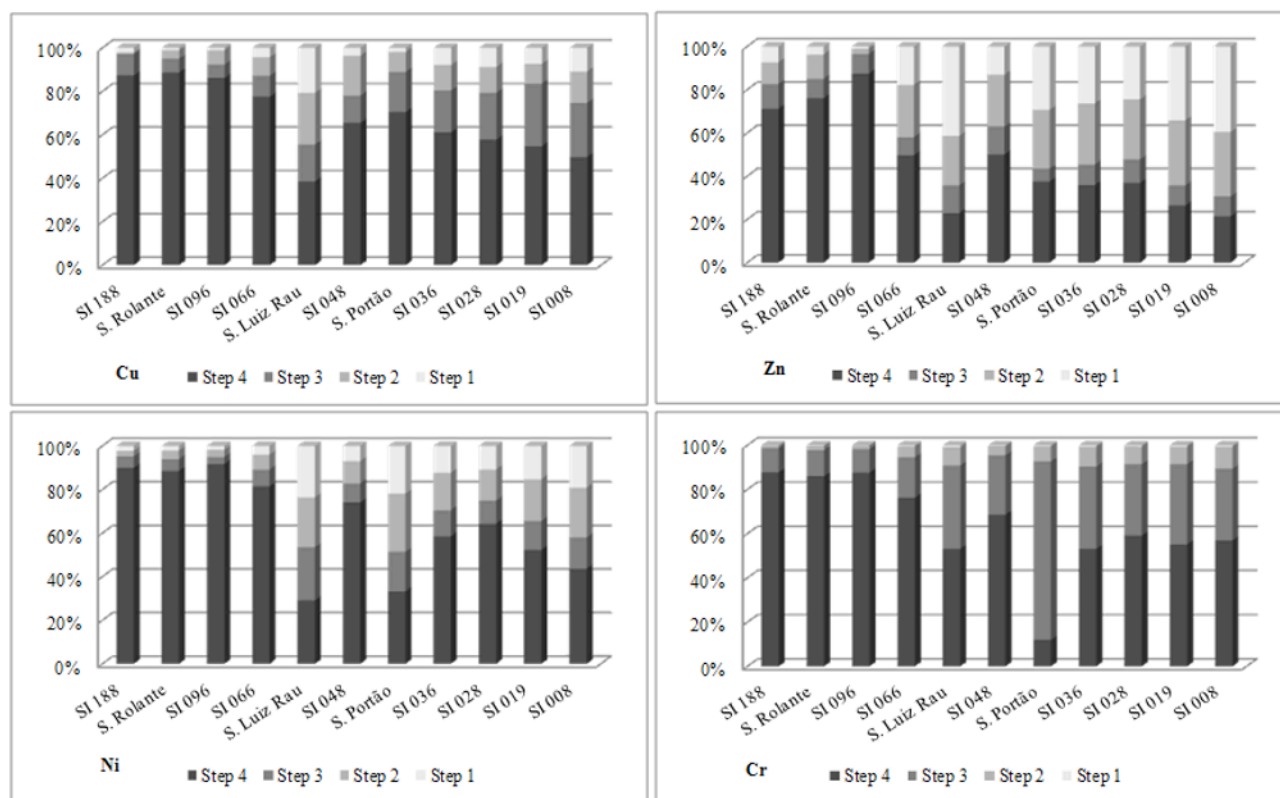 100%
80%
60%
40%
20%
0%
SI 188
S. Rolante
SI 096
SI 066
S. Luiz Rau
SI 048
S. Portão
SI 036
SI 028
SI 019
SI 008
Cu
Step 4 Step 3 Step 2 Step 1
100%
80%
60%
40%
20%
0%
SI 188
S. Rolante
SI 096
SI 066
S. Luiz Rau
SI 048
S. Portão
SI 036
SI 028
SI 019
SI 008
Zn
Step 4 Step 3 Step 2 Step 1
100%
80%
60%
40%
20%
0%
SI 188
S. Rolante
SI 096
SI 066
S. Luiz Rau
SI 048
S. Portão
SI 036
SI 028
SI 019
SI 008
Ni
Step 4 Step 3 Step 2 Step 1
100%
80%
60%
40%
20%
0%
SI 188
S. Rolante
SI 096
SI 066
S. Luiz Rau
SI 048
S. Portão
SI 036
SI 028
SI 019
SI 008
Cr
Step 4 Step 3 Step 2 Step 1